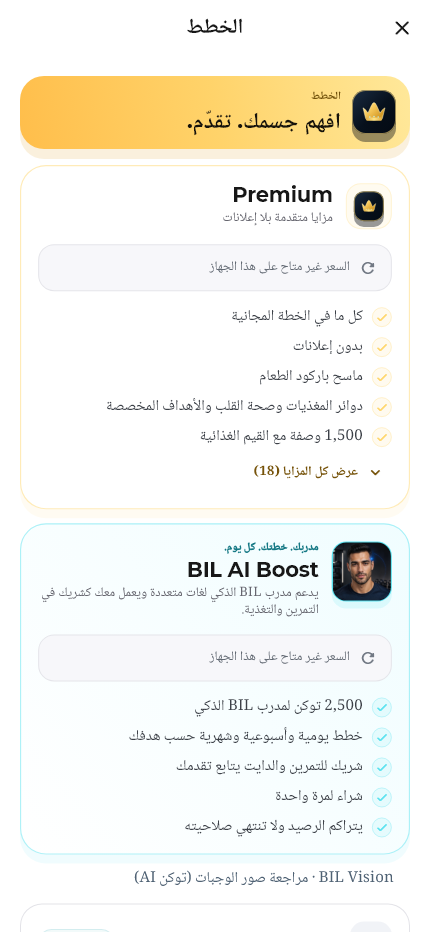 الخطط
الخطط
افهم جسمك. تقدّم.
Premium
مزايا متقدمة بلا إعلانات
السعر غير متاح على هذا الجهاز
كل ما في الخطة المجانية
بدون إعلانات
ماسح باركود الطعام
دوائر المغذيات وصحة القلب والأهداف المخصصة
1,500 وصفة مع القيم الغذائية
عرض كل المزايا (18)
مدربك. خطتك. كل يوم.
BIL AI Boost
يدعم مدرب BIL الذكي لغات متعددة ويعمل معك كشريك في
التمرين والتغذية.
السعر غير متاح على هذا الجهاز
2,500 توكن لمدرب BIL الذكي
خطط يومية وأسبوعية وشهرية حسب هدفك
شريك للتمرين والدايت يتابع تقدمك
شراء لمرة واحدة
يتراكم الرصيد ولا تنتهي صلاحيته
BIL Vision · مراجعة صور الوجبات (توكن AI)